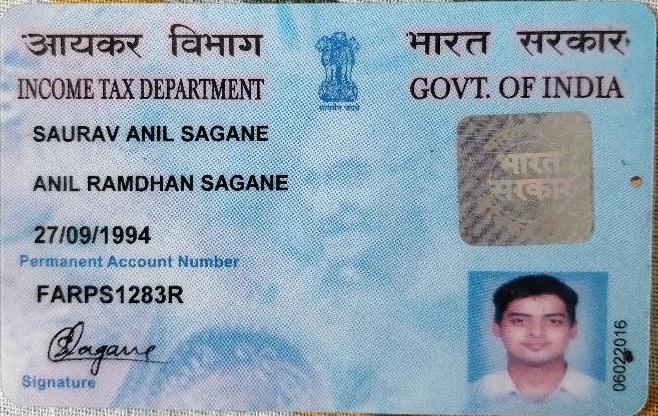 आयकर विभाग
भारत सरकार
INCOME TAX DEPARTMENT
GOVT. OF INDIA
सत्यमेव जयते
SAURAV ANIL SAGANE
भारत सरकार
ANIL RAMDHAN SAGANE
27/09/1994
Permanent Account Number
FARPS1283R
Sagane
Signature
06022016